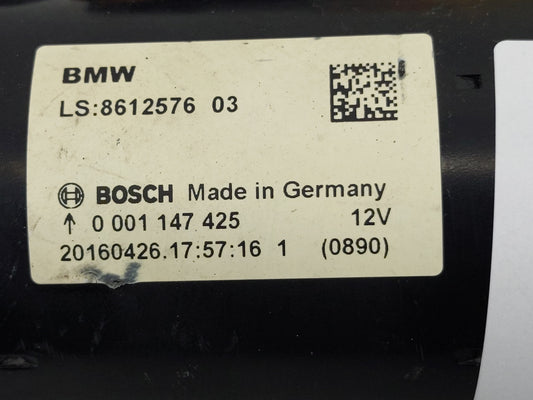 BMW
LS:8612576 03
BOSCH Made in Germany
↑ 0 001 147 425 12V
20160426.17:57:16 1 (0890)